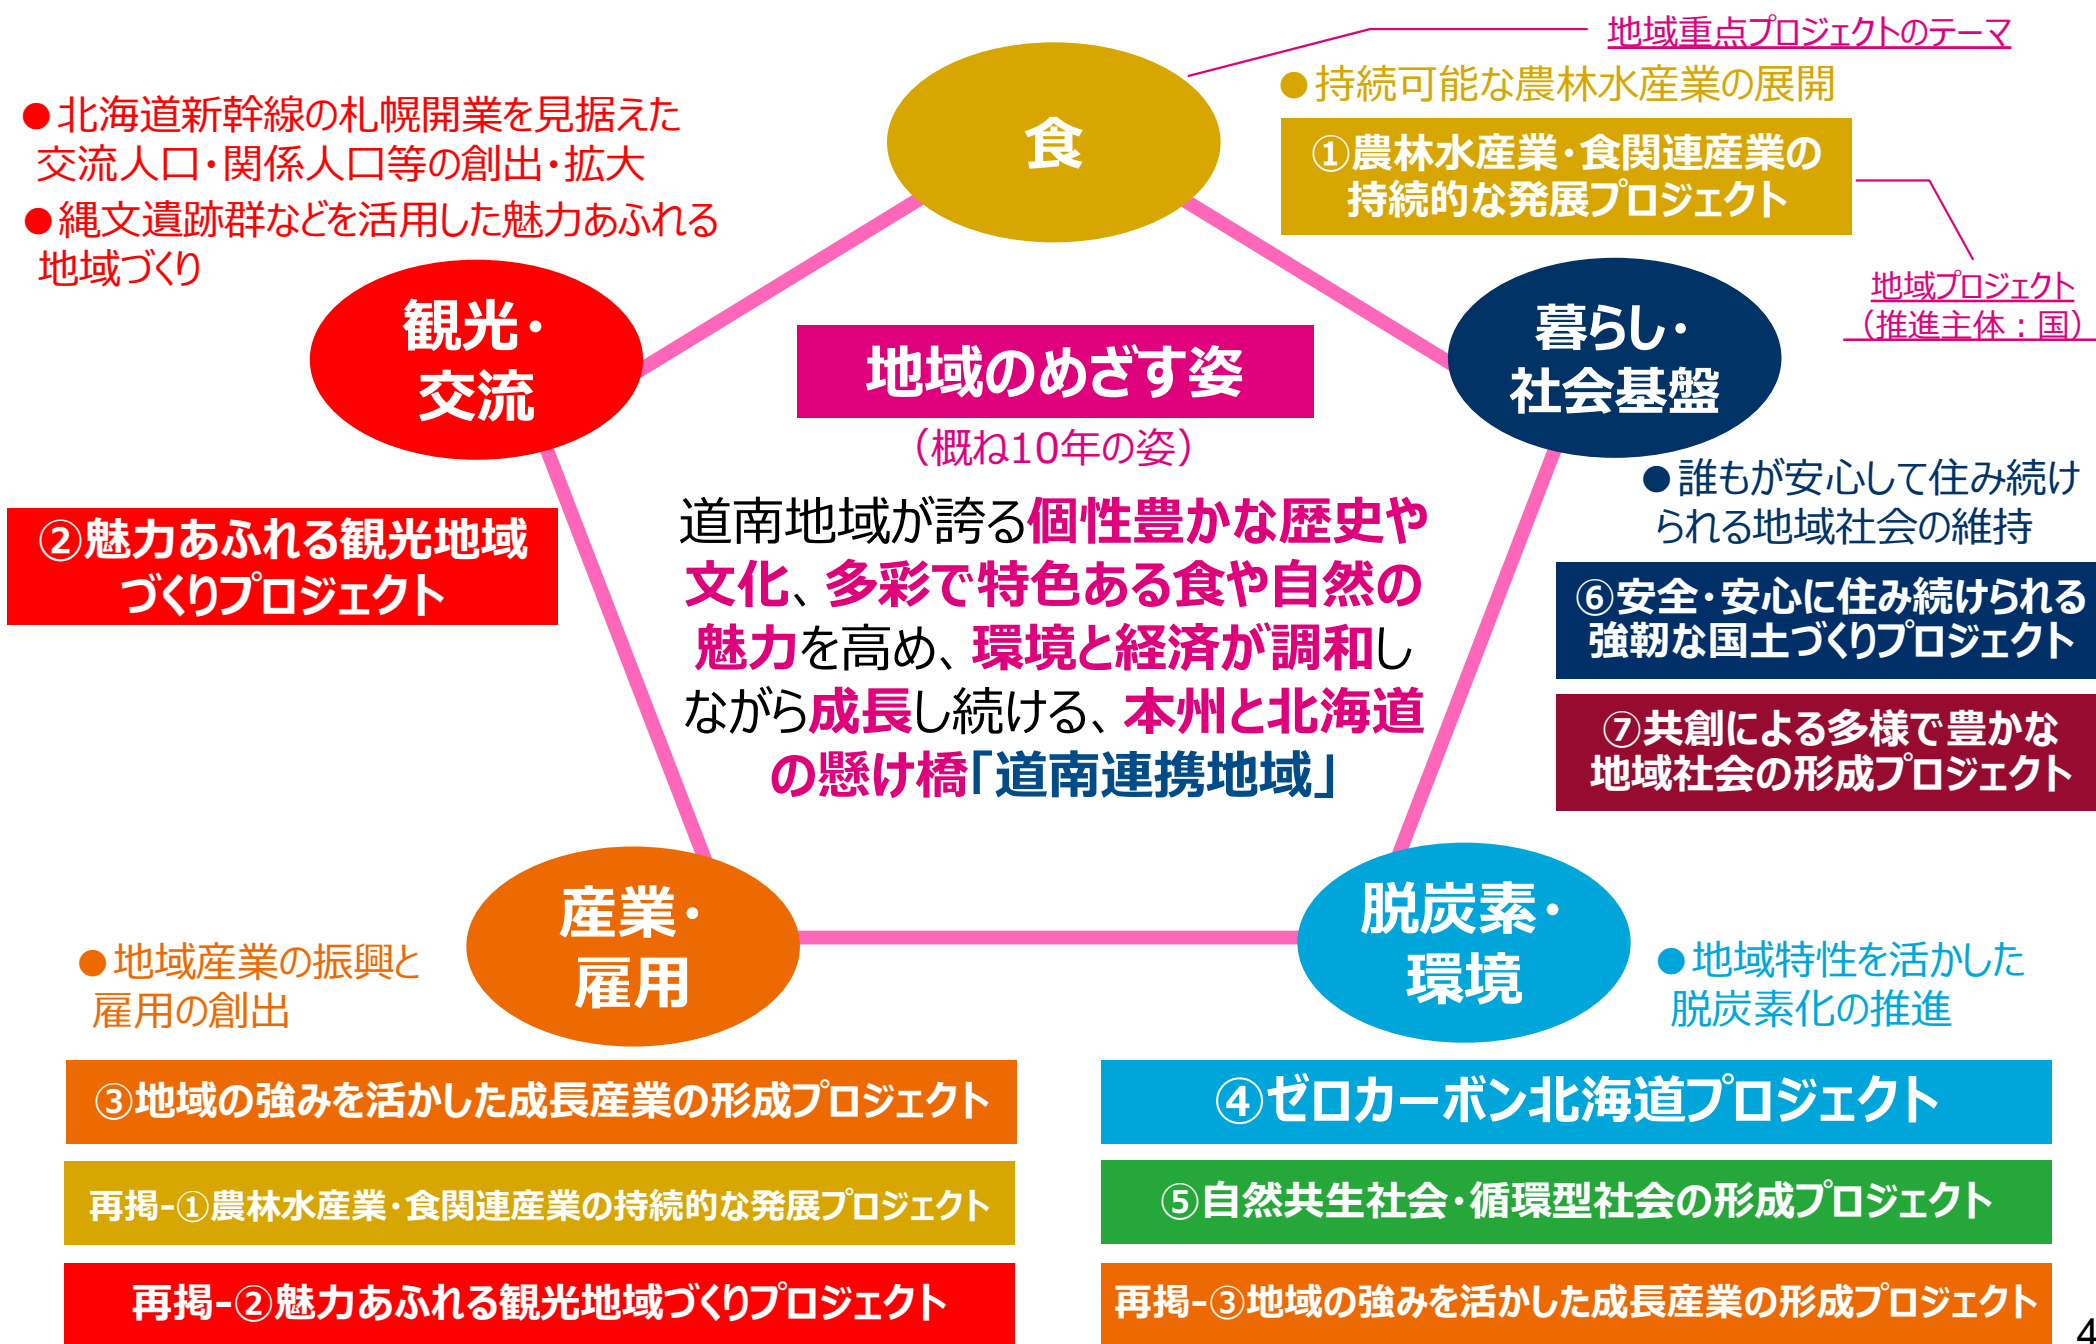 地域重点プロジェクトのテーマ
食
●持続可能な農林水産業の展開
①農林水産業・食関連産業の
持続的な発展プロジェクト
地域プロジェクト
（推進主体：国）
●北海道新幹線の札幌開業を見据えた
交流人口・関係人口等の創出・拡大
●縄文遺跡群などを活用した魅力あふれる
地域づくり
観光・
交流
②魅力あふれる観光地域
づくりプロジェクト
地域のめざす姿
（概ね10年の姿）
道南地域が誇る個性豊かな歴史や
文化、多彩で特色ある食や自然の
魅力を高め、環境と経済が調和し
ながら成長し続ける、本州と北海道
の懸け橋「道南連携地域」
暮らし・
社会基盤
●誰もが安心して住み続け
られる地域社会の維持
⑥安全・安心に住み続けられる
強靭な国土づくりプロジェクト
⑦共創による多様で豊かな
地域社会の形成プロジェクト
産業・
雇用
●地域産業の振興と
雇用の創出
③地域の強みを活かした成長産業の形成プロジェクト
再掲-①農林水産業・食関連産業の持続的な発展プロジェクト
再掲-②魅力あふれる観光地域づくりプロジェクト
脱炭素・
環境
●地域特性を活かした
脱炭素化の推進
④ゼロカーボン北海道プロジェクト
⑤自然共生社会・循環型社会の形成プロジェクト
再掲-③地域の強みを活かした成長産業の形成プロジェクト
4